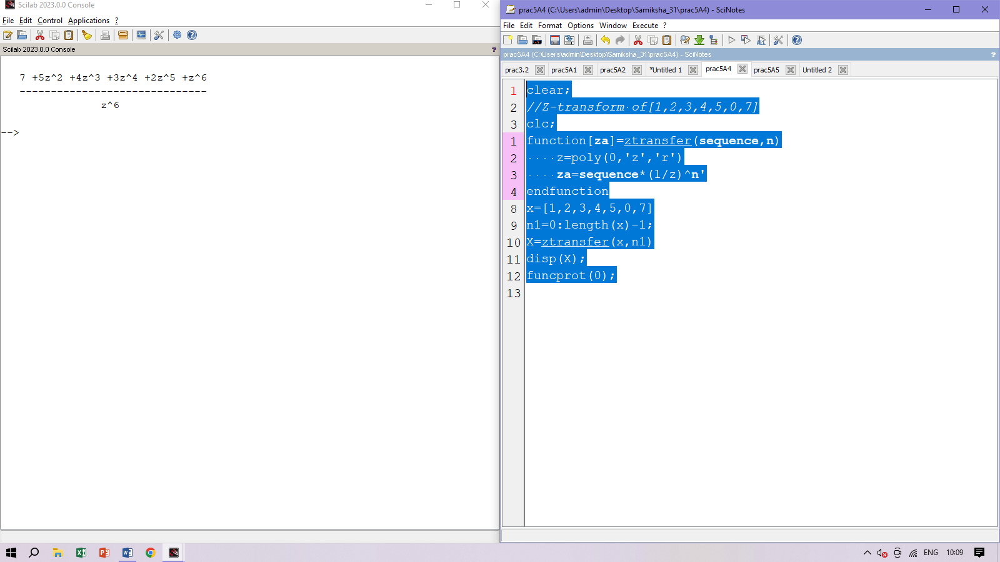 Scilab 2023.0.0 Console
File Edit Control Applications ?
Scilab 2023.0.0 Console ?
7 +5z^2 +4z^3 +3z^4 +2z^5 +z^6
------------------------------
z^6
-->
prac5A4 (C:\Users\admin\Desktop\Samiksha_31\prac5A4) - SciNotes
File Edit Format Options Window Execute ?
prac5A4 (C:\Users\admin\Desktop\Samiksha_31\prac5A4) - SciNotes ?
prac3.2 prac5A1 prac5A2 *Untitled 1 prac5A4 prac5A5 Untitled 2
1 clear;
2 //Z-transform of[1,2,3,4,5,0,7]
3 clc;
1 function[za]=ztransfer(sequence,n)
2 ····z=poly(0,'z','r')
3 ····za=sequence*(1/z)^n'
4 endfunction
8 x=[1,2,3,4,5,0,7]
9 n1=0:length(x)-1;
10 X=ztransfer(x,n1)
11 disp(X);
12 funcprot(0);
13
ENG 10:09